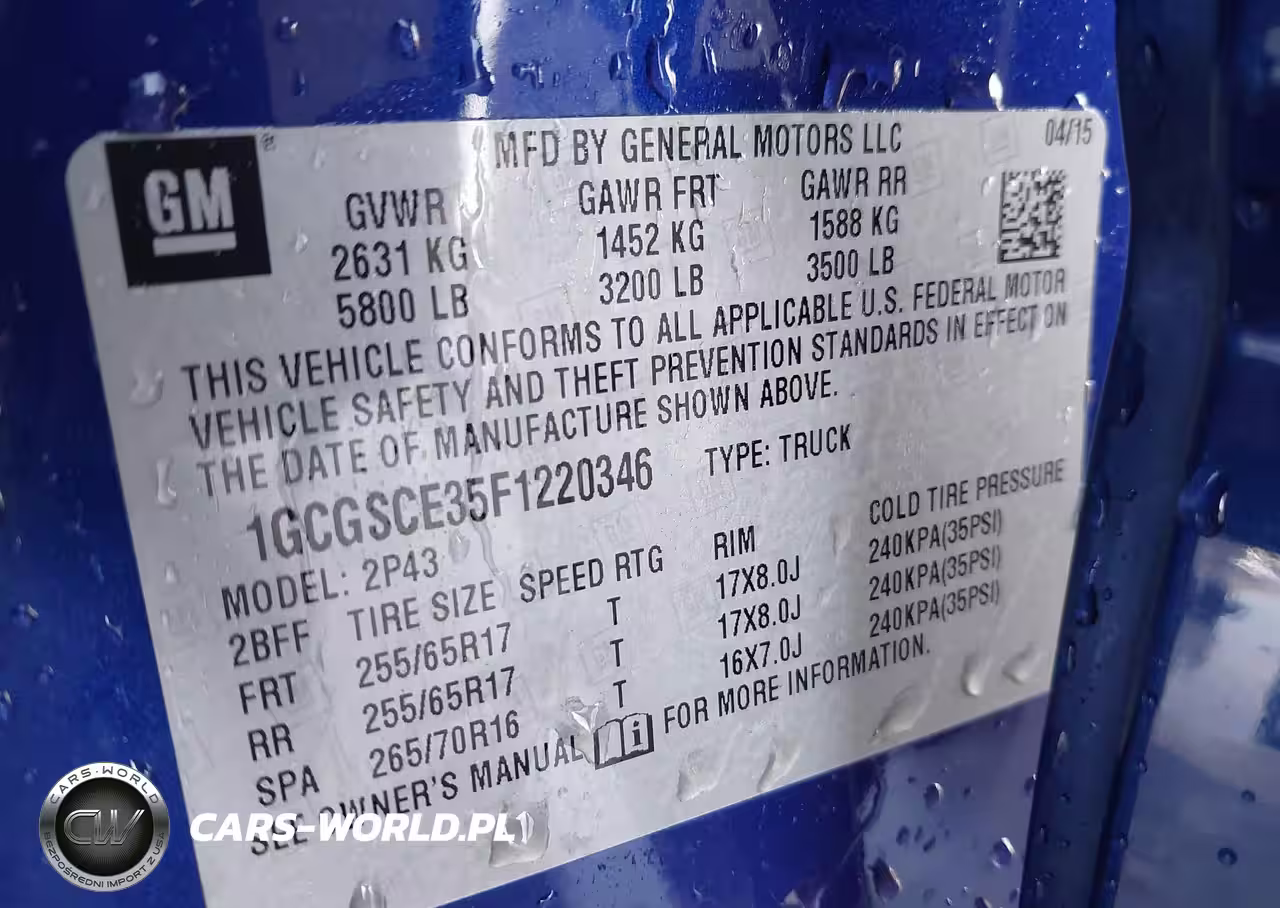 GM
®
MFD BY GENERAL MOTORS LLC 04/15
GVWR GAWR FRT GAWR RR
2631 KG 1452 KG 1588 KG
5800 LB 3200 LB 3500 LB
THIS VEHICLE CONFORMS TO ALL APPLICABLE U.S. FEDERAL MOTOR
VEHICLE SAFETY AND THEFT PREVENTION STANDARDS IN EFFECT ON
THE DATE OF MANUFACTURE SHOWN ABOVE.
1GCGSCE35F1220346 TYPE: TRUCK
MODEL: 2P43
2BFF TIRE SIZE SPEED RTG RIM COLD TIRE PRESSURE
FRT 255/65R17 T 17X8.0J 240KPA(35PSI)
RR 255/65R17 T 17X8.0J 240KPA(35PSI)
SPA 265/70R16 T 16X7.0J 240KPA(35PSI)
SEE OWNER'S MANUAL i FOR MORE INFORMATION.
CARS-WORLD
CW
BEZPOŚREDNI IMPORT Z USA
CARS-WORLD.PL